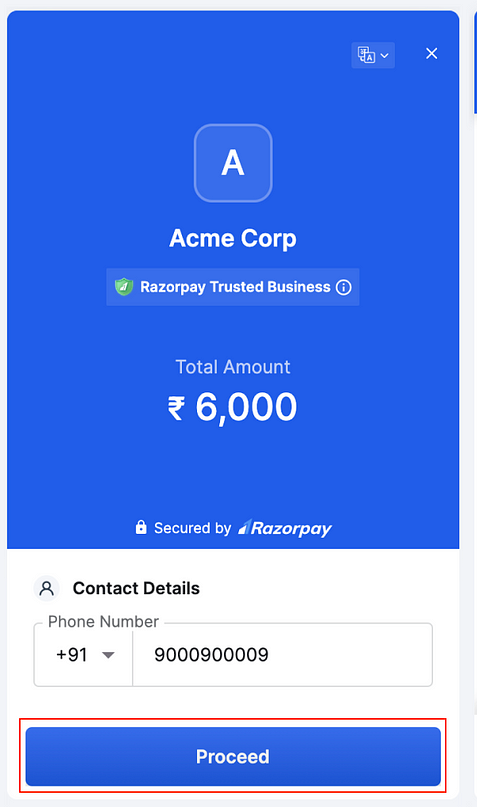 A
Acme Corp
Razorpay Trusted Business
Total Amount
₹ 6,000
Secured by Razorpay
Contact Details
Phone Number
+91 9000900009
Proceed